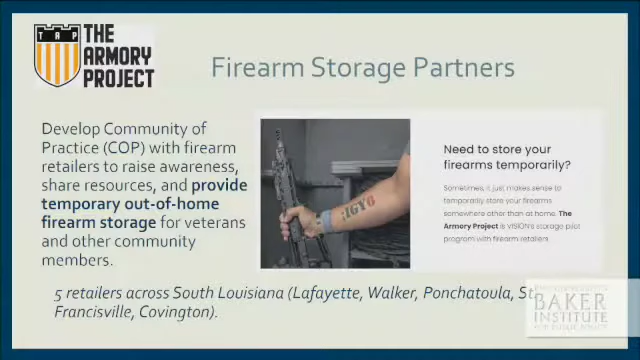 TAP
THE
ARMORY
PROJECT
Firearm Storage Partners
Develop Community of
Practice (COP) with firearm
retailers to raise awareness,
share resources, and provide
temporary out-of-home
firearm storage for veterans
and other community
members.
Need to store your
firearms temporarily?
Sometimes, it just makes sense to
temporarily store your firearms
somewhere other than at home. The
Armory Project is VISION's storage pilot
program with firearm retailers.
5 retailers across South Louisiana (Lafayette, Walker, Ponchatoula, St.
Francisville, Covington).
BAKER
INSTITUTE